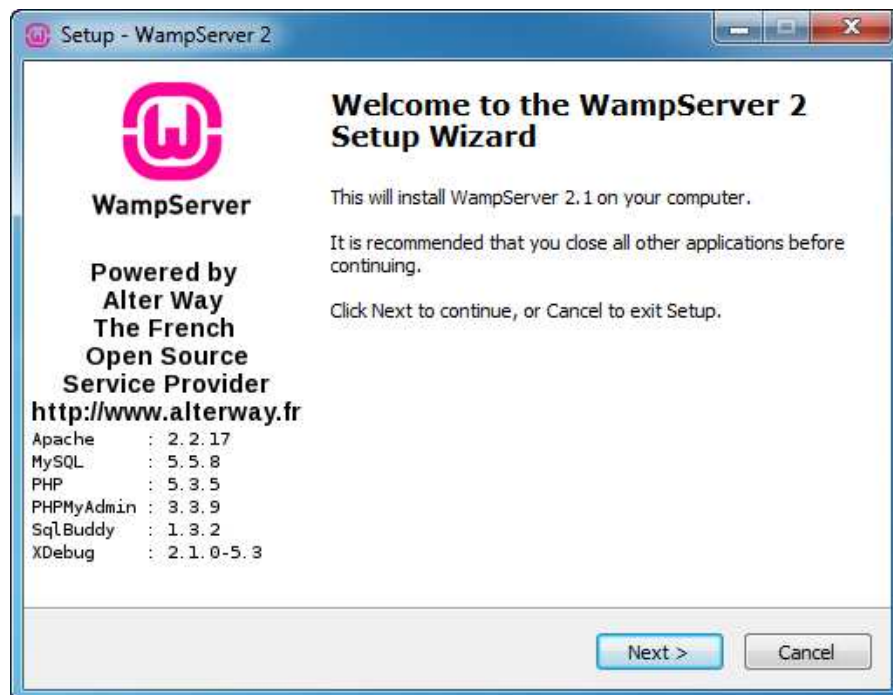 Setup - WampServer 2
WampServer
Powered by
Alter Way
The French
Open Source
Service Provider
http://www.alterway.fr
Apache : 2.2.17
MySQL : 5.5.8
PHP : 5.3.5
PHPMyAdmin : 3.3.9
SqlBuddy : 1.3.2
XDebug : 2.1.0-5.3
Welcome to the WampServer 2
Setup Wizard
This will install WampServer 2.1 on your computer.
It is recommended that you close all other applications before
continuing.
Click Next to continue, or Cancel to exit Setup.
Next >
Cancel